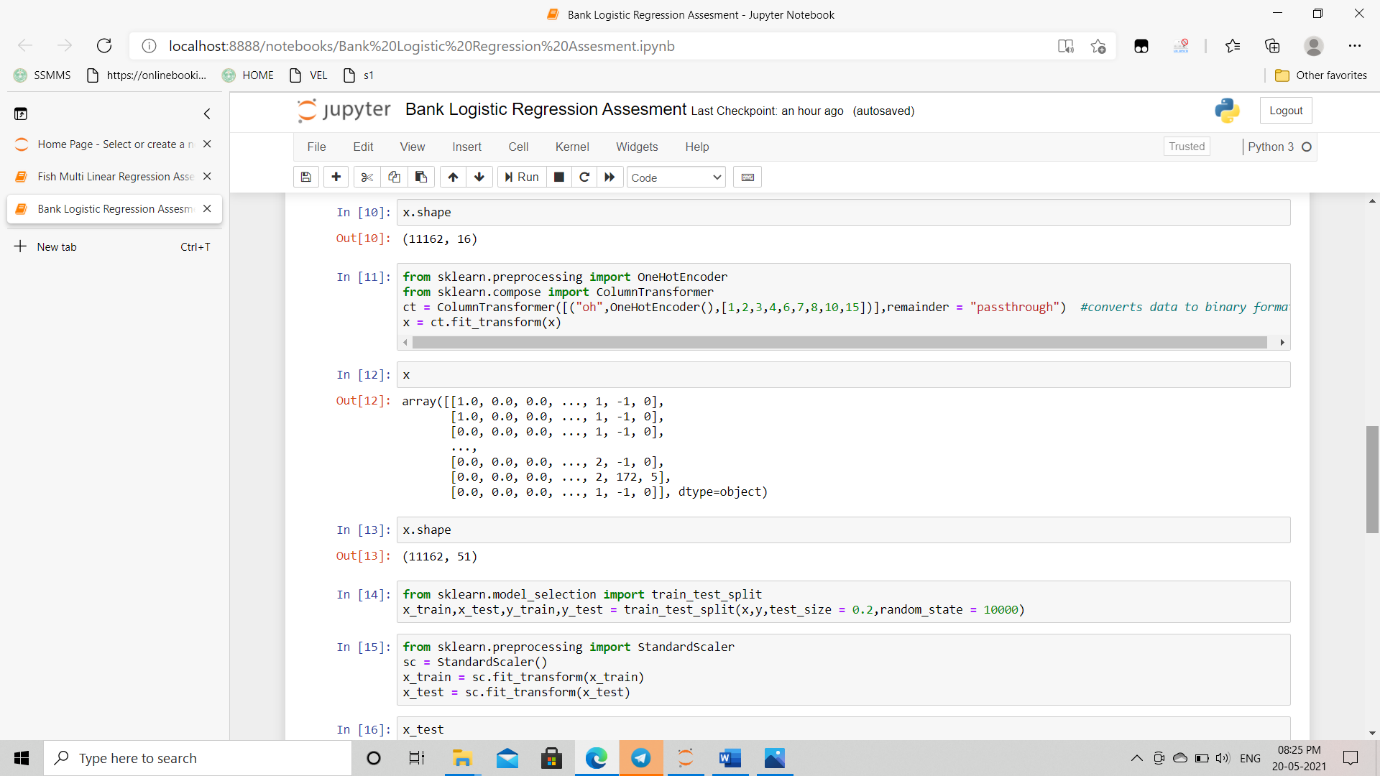 Bank Logistic Regression Assesment - Jupyter Notebook
localhost:8888/notebooks/Bank%20Logistic%20Regression%20Assesment.ipynb
SSMMS https://onlinebooki... HOME VEL s1 Other favorites
Home Page - Select or create a n
Fish Multi Linear Regression Asse
Bank Logistic Regression Assesm
New tab Ctrl+T
jupyter Bank Logistic Regression Assesment Last Checkpoint: an hour ago (autosaved) Logout
File Edit View Insert Cell Kernel Widgets Help Trusted Python 3
Run Code
In [10]: x.shape
Out[10]: (11162, 16)
In [11]: from sklearn.preprocessing import OneHotEncoder
from sklearn.compose import ColumnTransformer
ct = ColumnTransformer([("oh",OneHotEncoder(),[1,2,3,4,6,7,8,10,15])],remainder = "passthrough") #converts data to binary forma
x = ct.fit_transform(x)
In [12]: x
Out[12]: array([[1.0, 0.0, 0.0, ..., 1, -1, 0],
[1.0, 0.0, 0.0, ..., 1, -1, 0],
[0.0, 0.0, 0.0, ..., 1, -1, 0],
...,
[0.0, 0.0, 0.0, ..., 2, -1, 0],
[0.0, 0.0, 0.0, ..., 2, 172, 5],
[0.0, 0.0, 0.0, ..., 1, -1, 0]], dtype=object)
In [13]: x.shape
Out[13]: (11162, 51)
In [14]: from sklearn.model_selection import train_test_split
x_train,x_test,y_train,y_test = train_test_split(x,y,test_size = 0.2,random_state = 10000)
In [15]: from sklearn.preprocessing import StandardScaler
sc = StandardScaler()
x_train = sc.fit_transform(x_train)
x_test = sc.fit_transform(x_test)
In [16]: x_test
Type here to search
ENG
08:25 PM
20-05-2021